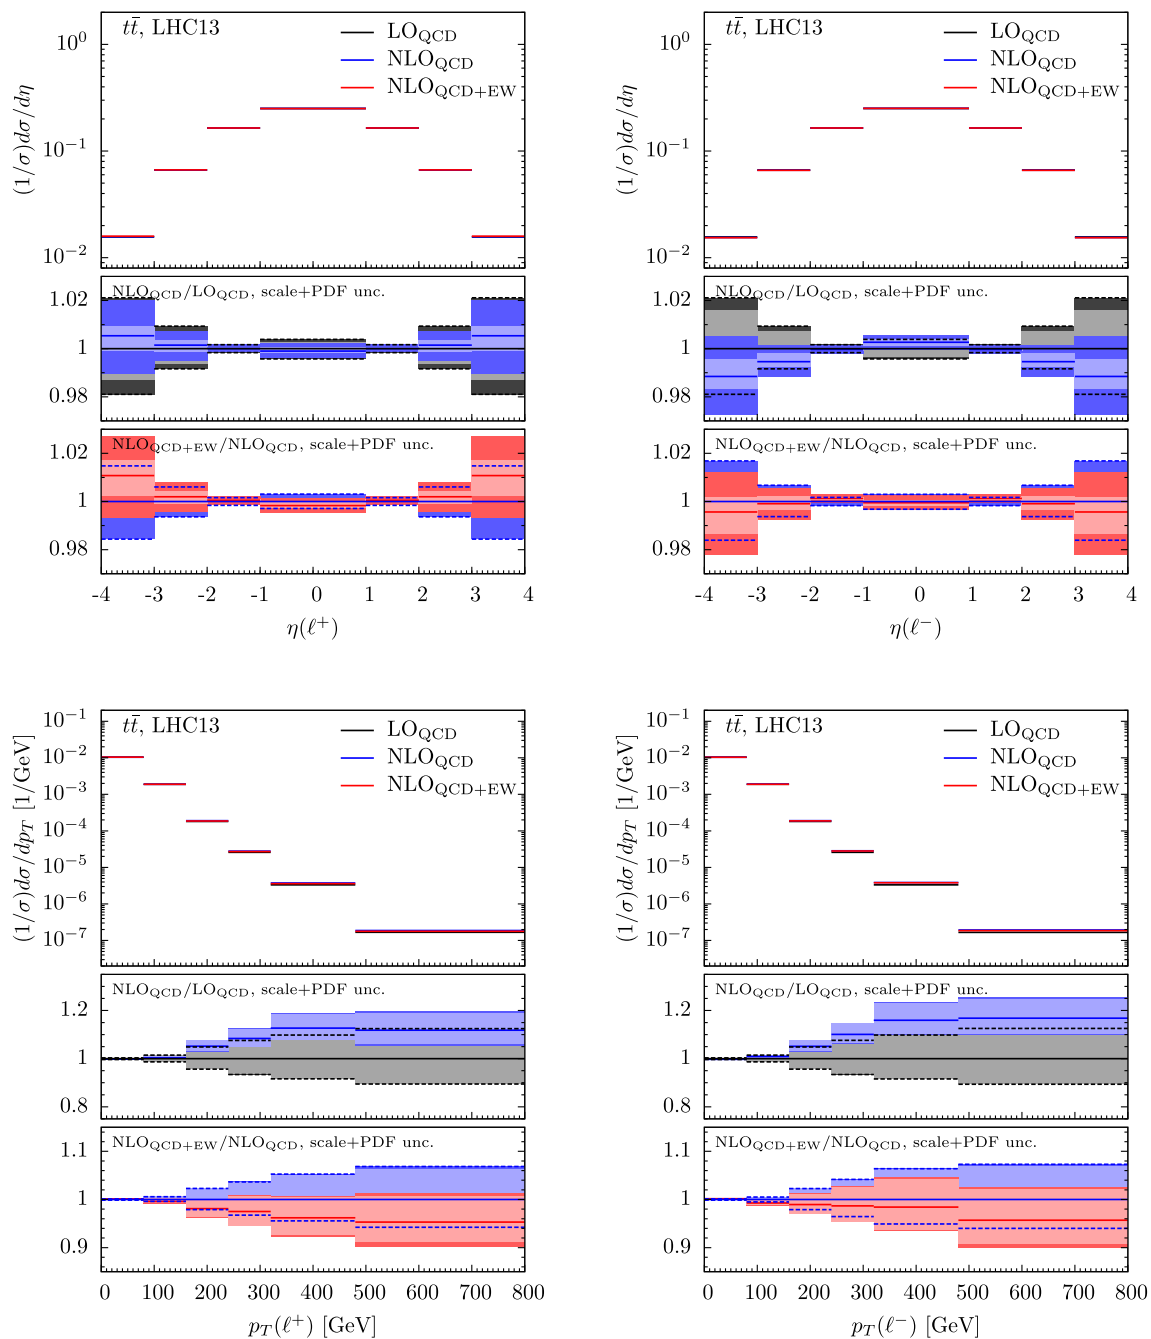 tt̄, LHC13
LO_QCD
NLO_QCD
NLO_QCD+EW
(1/σ)dσ/dη
10⁰
10⁻¹
10⁻²
NLO_QCD/LO_QCD, scale+PDF unc.
1.02
1
0.98
NLO_QCD+EW/NLO_QCD, scale+PDF unc.
1.02
1
0.98
-4 -3 -2 -1 0 1 2 3 4
η(ℓ⁺)
tt̄, LHC13
LO_QCD
NLO_QCD
NLO_QCD+EW
(1/σ)dσ/dη
10⁰
10⁻¹
10⁻²
NLO_QCD/LO_QCD, scale+PDF unc.
1.02
1
0.98
NLO_QCD+EW/NLO_QCD, scale+PDF unc.
1.02
1
0.98
-4 -3 -2 -1 0 1 2 3 4
η(ℓ⁻)
tt̄, LHC13
LO_QCD
NLO_QCD
NLO_QCD+EW
(1/σ)dσ/dp_T [1/GeV]
10⁻¹
10⁻²
10⁻³
10⁻⁴
10⁻⁵
10⁻⁶
10⁻⁷
NLO_QCD/LO_QCD, scale+PDF unc.
1.2
1
0.8
NLO_QCD+EW/NLO_QCD, scale+PDF unc.
1.1
1
0.9
0 100 200 300 400 500 600 700 800
p_T(ℓ⁺) [GeV]
tt̄, LHC13
LO_QCD
NLO_QCD
NLO_QCD+EW
(1/σ)dσ/dp_T [1/GeV]
10⁻¹
10⁻²
10⁻³
10⁻⁴
10⁻⁵
10⁻⁶
10⁻⁷
NLO_QCD/LO_QCD, scale+PDF unc.
1.2
1
0.8
NLO_QCD+EW/NLO_QCD, scale+PDF unc.
1.1
1
0.9
0 100 200 300 400 500 600 700 800
p_T(ℓ⁻) [GeV]